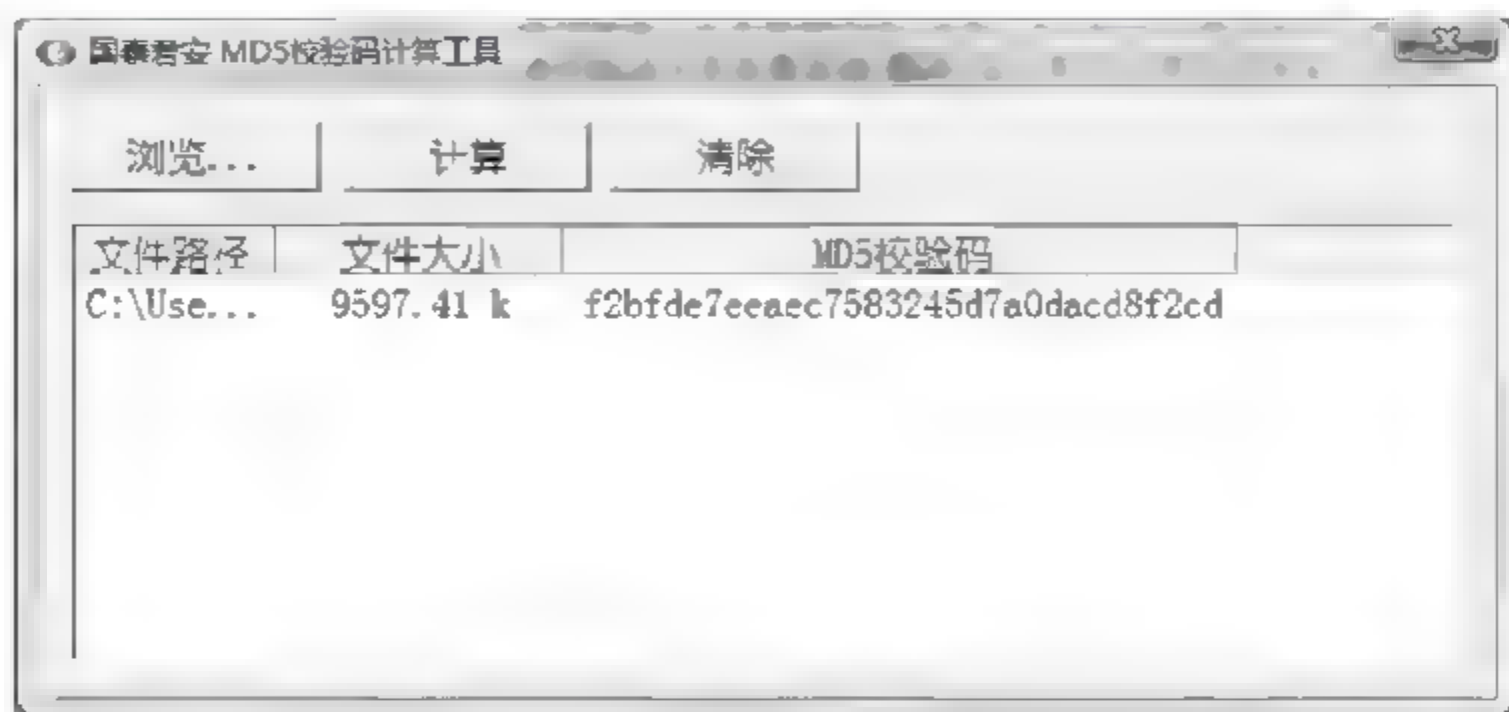 国泰君安 MD5校验码计算工具
浏览... 计算 清除
文件路径 文件大小 MD5校验码
C:\Use... 9597.41 k f2bfde7eeaec7583245d7a0dacd8f2cd